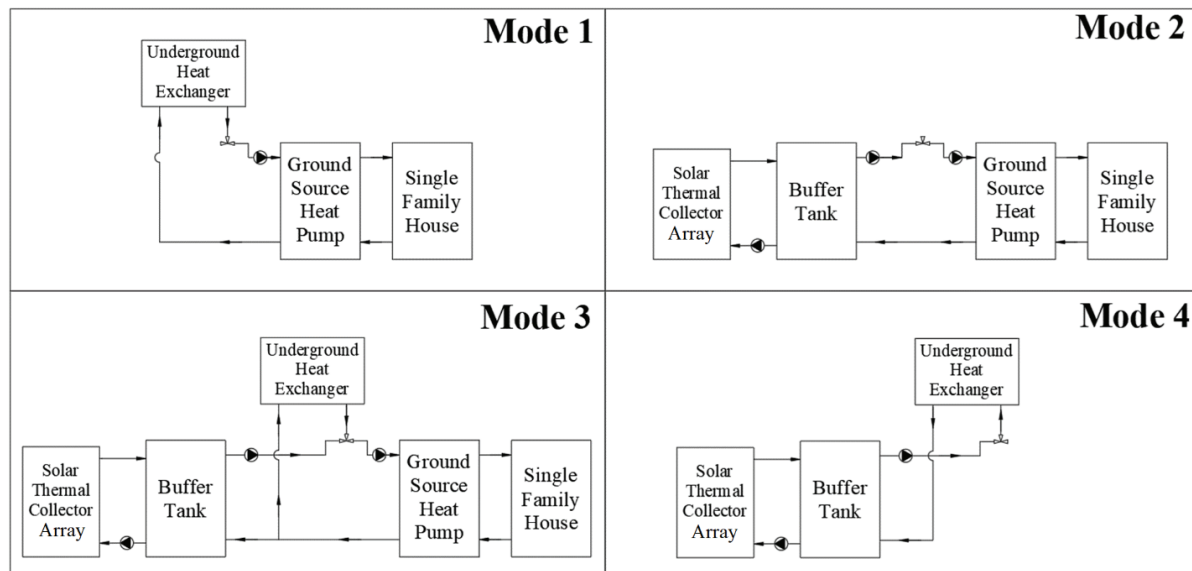 Mode 1
Underground
Heat
Exchanger
Ground
Source
Heat
Pump
Single
Family
House
Mode 2
Solar
Thermal
Collector
Array
Buffer
Tank
Ground
Source
Heat
Pump
Single
Family
House
Mode 3
Underground
Heat
Exchanger
Solar
Thermal
Collector
Array
Buffer
Tank
Ground
Source
Heat
Pump
Single
Family
House
Mode 4
Underground
Heat
Exchanger
Solar
Thermal
Collector
Array
Buffer
Tank